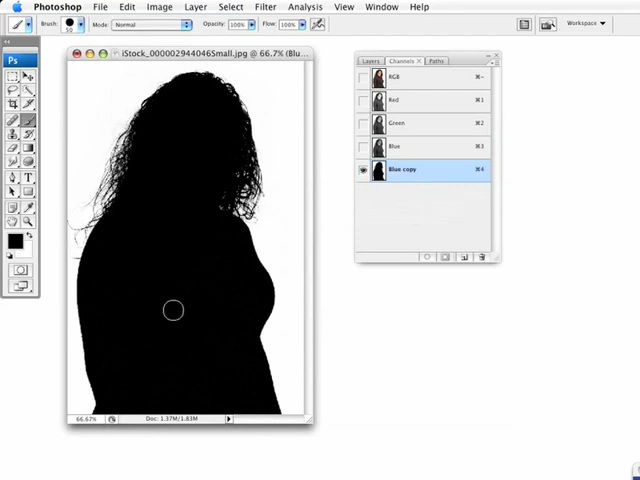 Photoshop File Edit Image Layer Select Filter Analysis View Window Help
Brush: 50 Mode: Normal Opacity: 100% Flow: 100% Workspace
iStock_000002944046Small.jpg @ 66.7% (Blu...
Ps
Layers Channels Paths
RGB ⌘~
Red ⌘1
Green ⌘2
Blue ⌘3
Blue copy ⌘4
T
66.67% Doc: 1.37M/1.83M